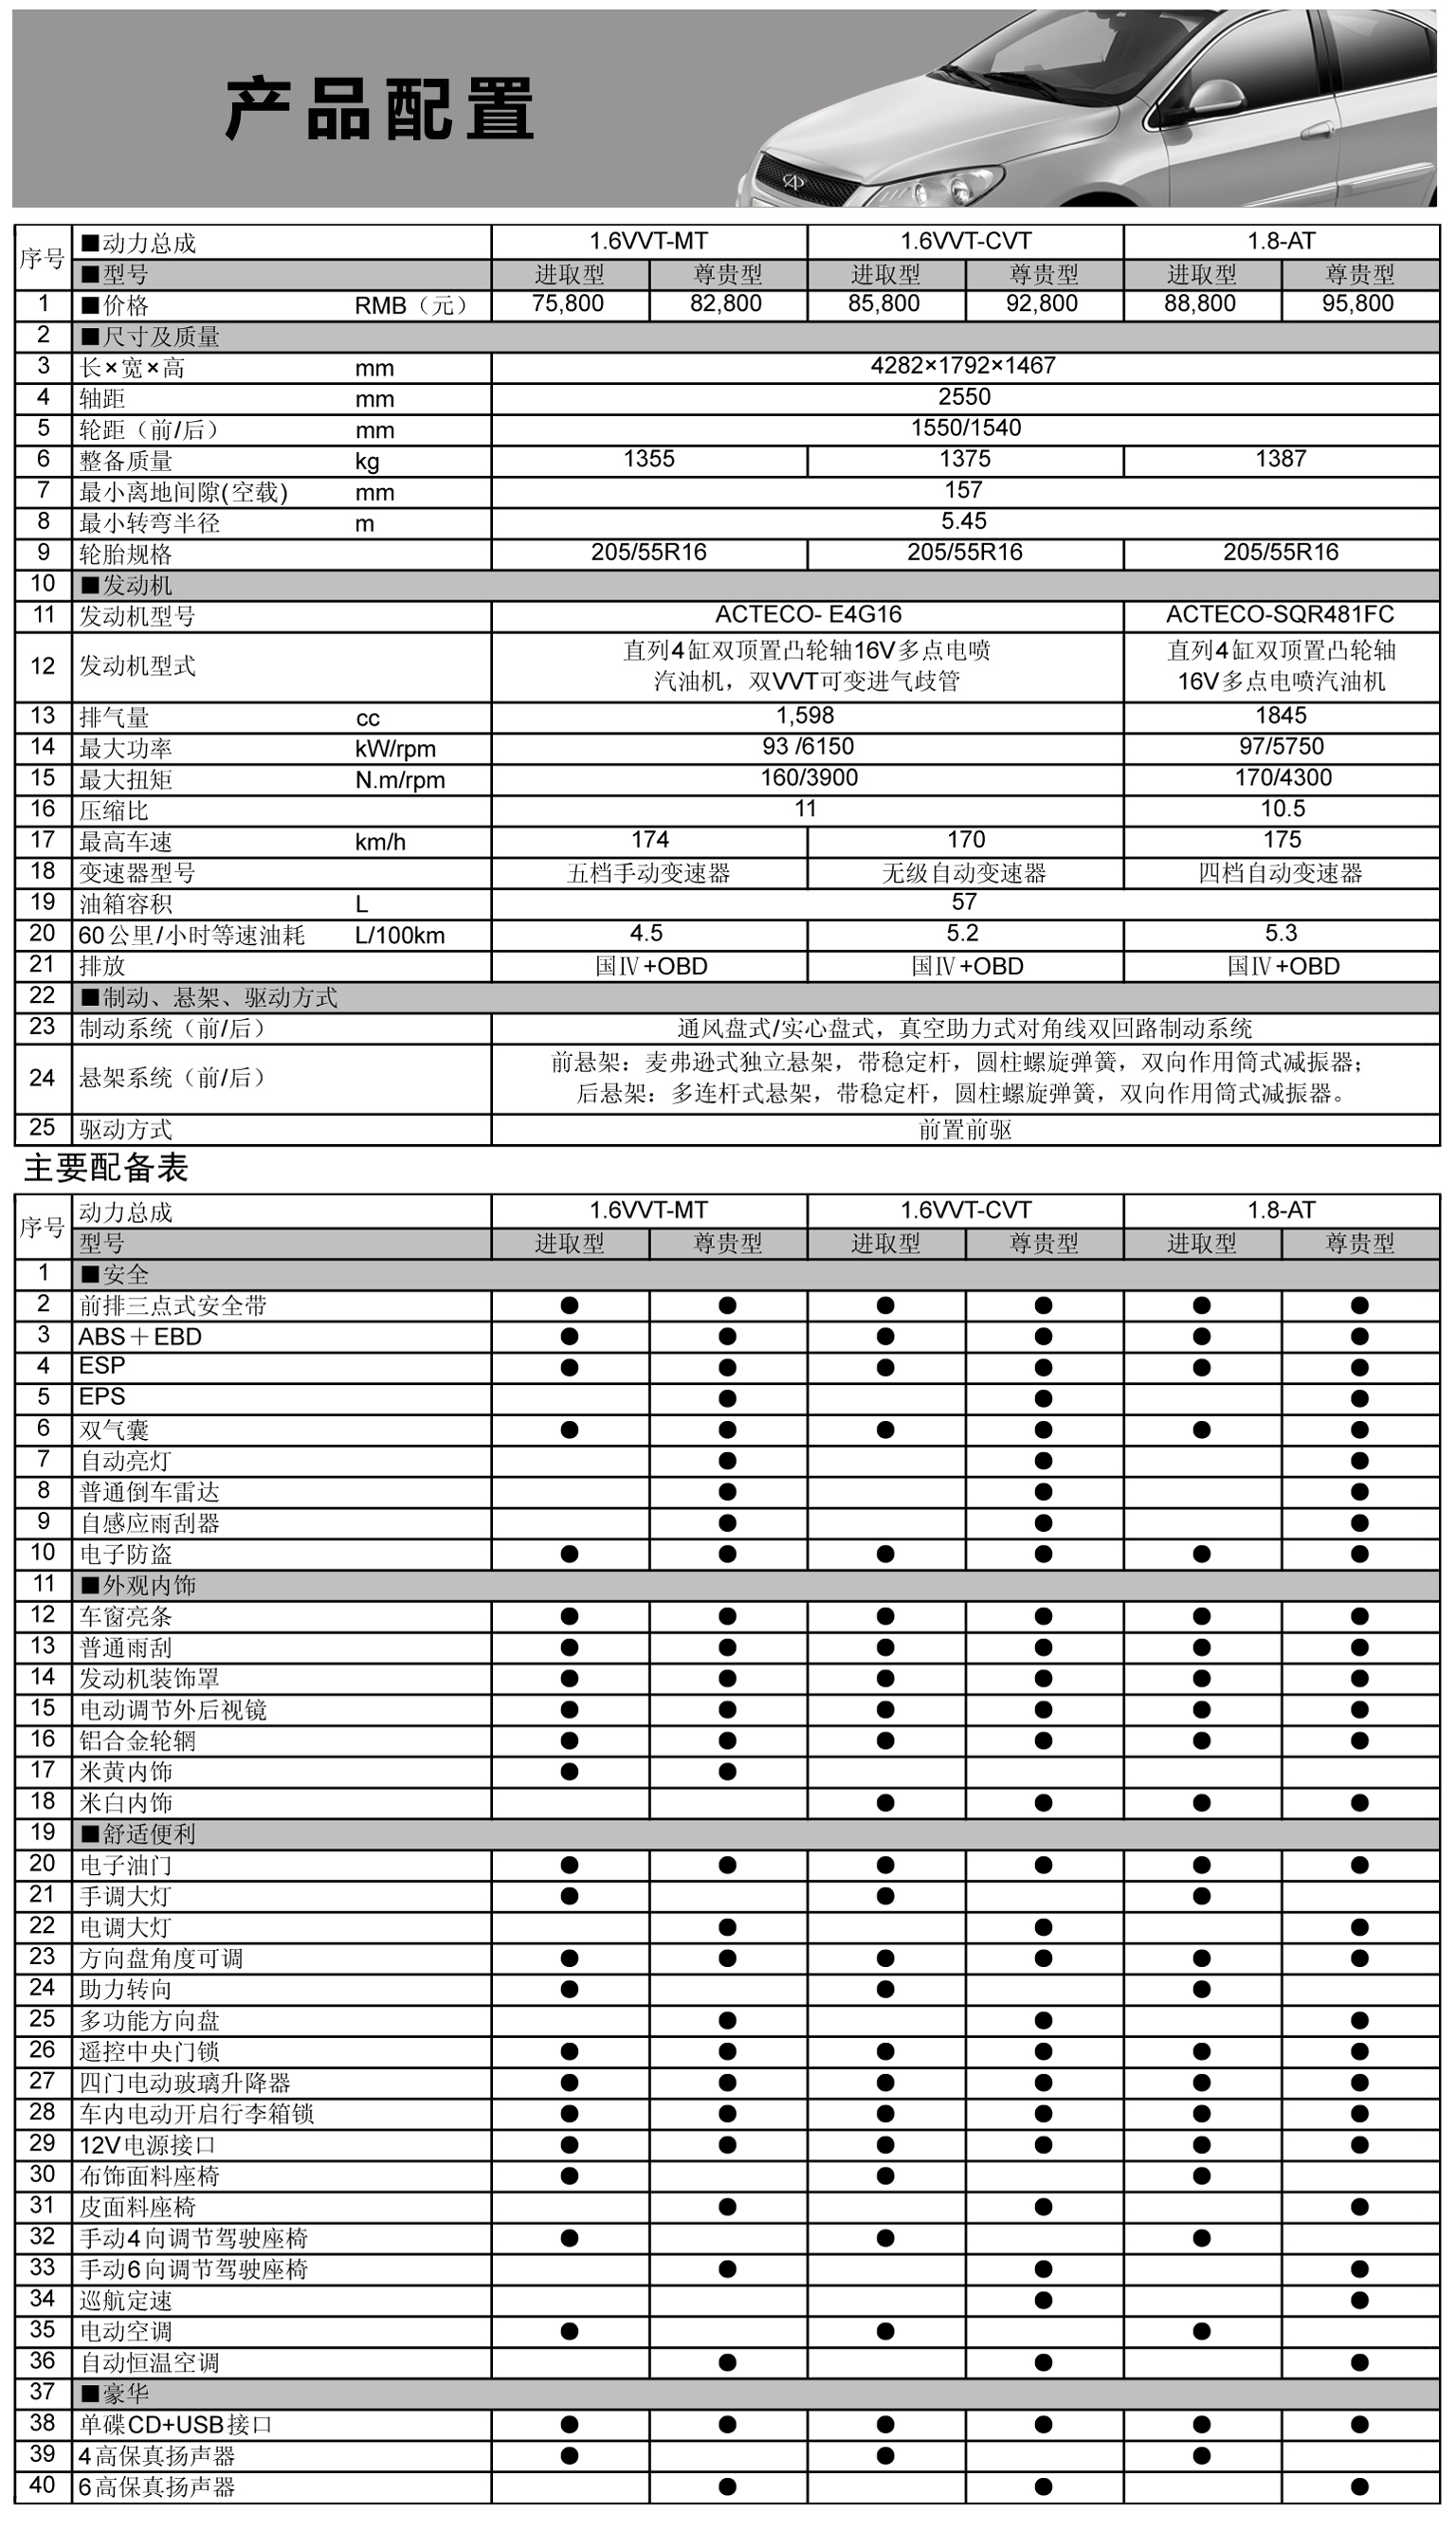 产品配置
序号 ■动力总成 1.6VVT-MT 1.6VVT-CVT 1.8-AT
■型号 进取型 尊贵型 进取型 尊贵型 进取型 尊贵型
1 ■价格 RMB（元） 75,800 82,800 85,800 92,800 88,800 95,800
2 ■尺寸及质量
3 长×宽×高 mm 4282×1792×1467
4 轴距 mm 2550
5 轮距（前/后） mm 1550/1540
6 整备质量 kg 1355 1375 1387
7 最小离地间隙(空载) mm 157
8 最小转弯半径 m 5.45
9 轮胎规格 205/55R16 205/55R16 205/55R16
10 ■发动机
11 发动机型号 ACTECO- E4G16 ACTECO-SQR481FC
12 发动机型式 直列4缸双顶置凸轮轴16V多点电喷 直列4缸双顶置凸轮轴
汽油机，双VVT可变进气歧管 16V多点电喷汽油机
13 排气量 cc 1,598 1845
14 最大功率 kW/rpm 93 /6150 97/5750
15 最大扭矩 N.m/rpm 160/3900 170/4300
16 压缩比 11 10.5
17 最高车速 km/h 174 170 175
18 变速器型号 五档手动变速器 无级自动变速器 四档自动变速器
19 油箱容积 L 57
20 60公里/小时等速油耗 L/100km 4.5 5.2 5.3
21 排放 国Ⅳ+OBD 国Ⅳ+OBD 国Ⅳ+OBD
22 ■制动、悬架、驱动方式
23 制动系统（前/后） 通风盘式/实心盘式，真空助力式对角线双回路制动系统
24 悬架系统（前/后） 前悬架：麦弗逊式独立悬架，带稳定杆，圆柱螺旋弹簧，双向作用筒式减振器；
后悬架：多连杆式悬架，带稳定杆，圆柱螺旋弹簧，双向作用筒式减振器。
25 驱动方式 前置前驱
主要配备表
序号 动力总成 1.6VVT-MT 1.6VVT-CVT 1.8-AT
型号 进取型 尊贵型 进取型 尊贵型 进取型 尊贵型
1 ■安全
2 前排三点式安全带 ● ● ● ● ● ●
3 ABS＋EBD ● ● ● ● ● ●
4 ESP ● ● ● ● ● ●
5 EPS ● ● ●
6 双气囊 ● ● ● ● ● ●
7 自动亮灯 ● ● ●
8 普通倒车雷达 ● ● ●
9 自感应雨刮器 ● ● ●
10 电子防盗 ● ● ● ● ● ●
11 ■外观内饰
12 车窗亮条 ● ● ● ● ● ●
13 普通雨刮 ● ● ● ● ● ●
14 发动机装饰罩 ● ● ● ● ● ●
15 电动调节外后视镜 ● ● ● ● ● ●
16 铝合金轮辋 ● ● ● ● ● ●
17 米黄内饰 ● ●
18 米白内饰 ● ● ● ●
19 ■舒适便利
20 电子油门 ● ● ● ● ● ●
21 手调大灯 ● ● ●
22 电调大灯 ● ● ●
23 方向盘角度可调 ● ● ● ● ● ●
24 助力转向 ● ● ●
25 多功能方向盘 ● ● ●
26 遥控中央门锁 ● ● ● ● ● ●
27 四门电动玻璃升降器 ● ● ● ● ● ●
28 车内电动开启行李箱锁 ● ● ● ● ● ●
29 12V电源接口 ● ● ● ● ● ●
30 布饰面料座椅 ● ● ●
31 皮面料座椅 ● ● ●
32 手动4向调节驾驶座椅 ● ● ●
33 手动6向调节驾驶座椅 ● ● ●
34 巡航定速 ● ●
35 电动空调 ● ● ●
36 自动恒温空调 ● ● ●
37 ■豪华
38 单碟CD+USB接口 ● ● ● ● ● ●
39 4高保真扬声器 ● ● ●
40 6高保真扬声器 ● ● ●